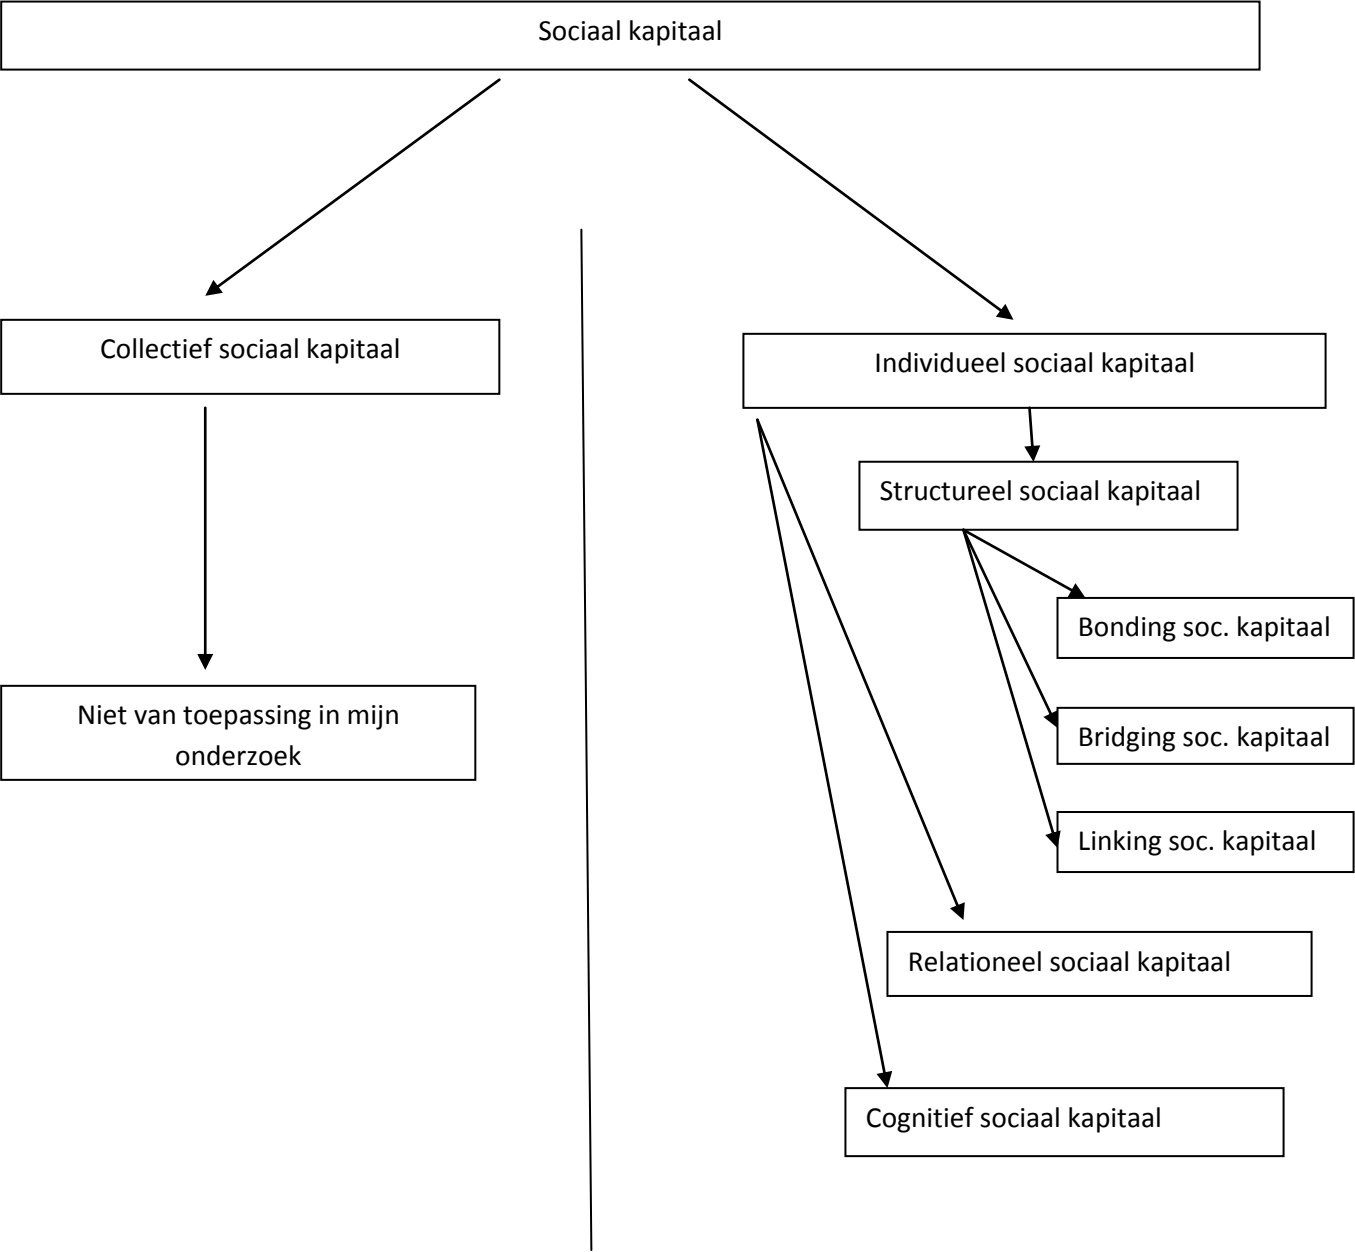 Sociaal kapitaal
Collectief sociaal kapitaal
Individueel sociaal kapitaal
Structureel sociaal kapitaal
Bonding soc. kapitaal
Niet van toepassing in mijn
onderzoek
Bridging soc. kapitaal
Linking soc. kapitaal
Relationeel sociaal kapitaal
Cognitief sociaal kapitaal